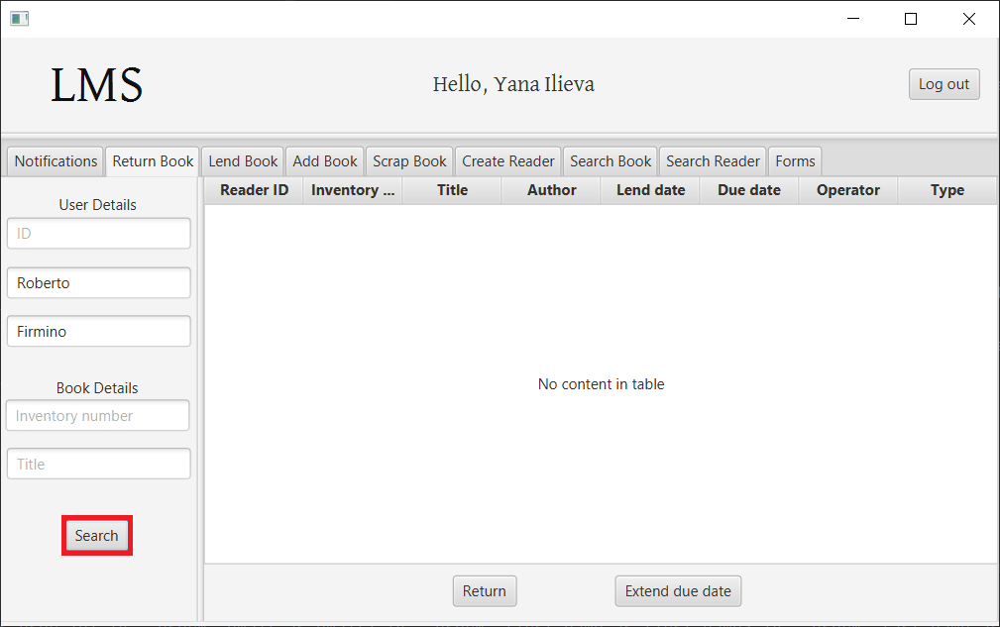 LMS
Hello, Yana Ilieva
Log out
Notifications Return Book Lend Book Add Book Scrap Book Create Reader Search Book Search Reader Forms
User Details
ID
Roberto
Firmino
Book Details
Inventory number
Title
Search
Reader ID Inventory ... Title Author Lend date Due date Operator Type
No content in table
Return Extend due date